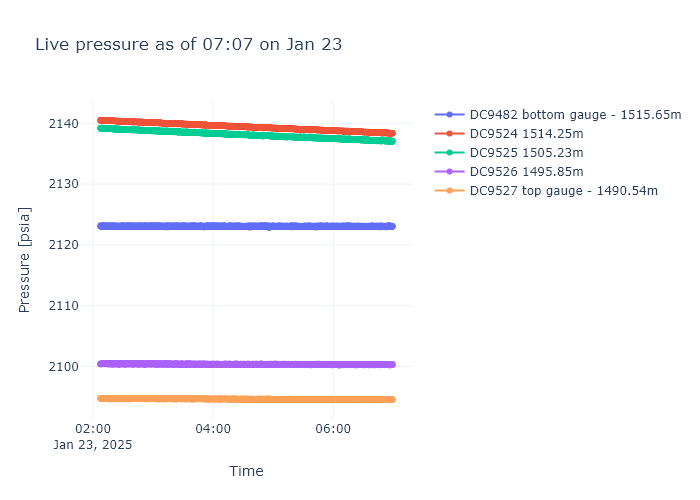 Live pressure as of 07:07 on Jan 23
DC9482 bottom gauge - 1515.65m
DC9524 1514.25m
DC9525 1505.23m
DC9526 1495.85m
DC9527 top gauge - 1490.54m
Pressure [psia]
2140
2130
2120
2110
2100
02:00
Jan 23, 2025
04:00
06:00
Time